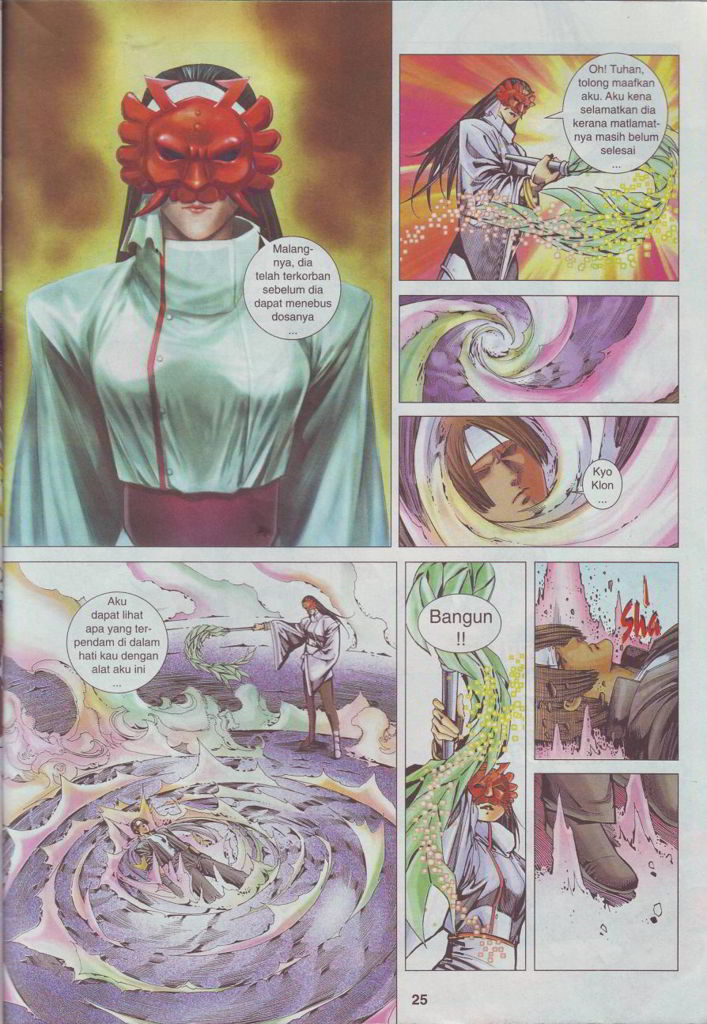 Malang-
nya, dia
telah terkorban
sebelum dia
dapat menebus
dosanya
...
Oh! Tuhan,
tolong maafkan
aku. Aku kena
selamatkan dia
kerana matlamat-
nya masih belum
selesai
...
Kyo
Klon
...
Aku
dapat lihat
apa yang ter-
pendam di dalam
hati kau dengan
alat aku ini
...
Bangun
!!
Sha
25